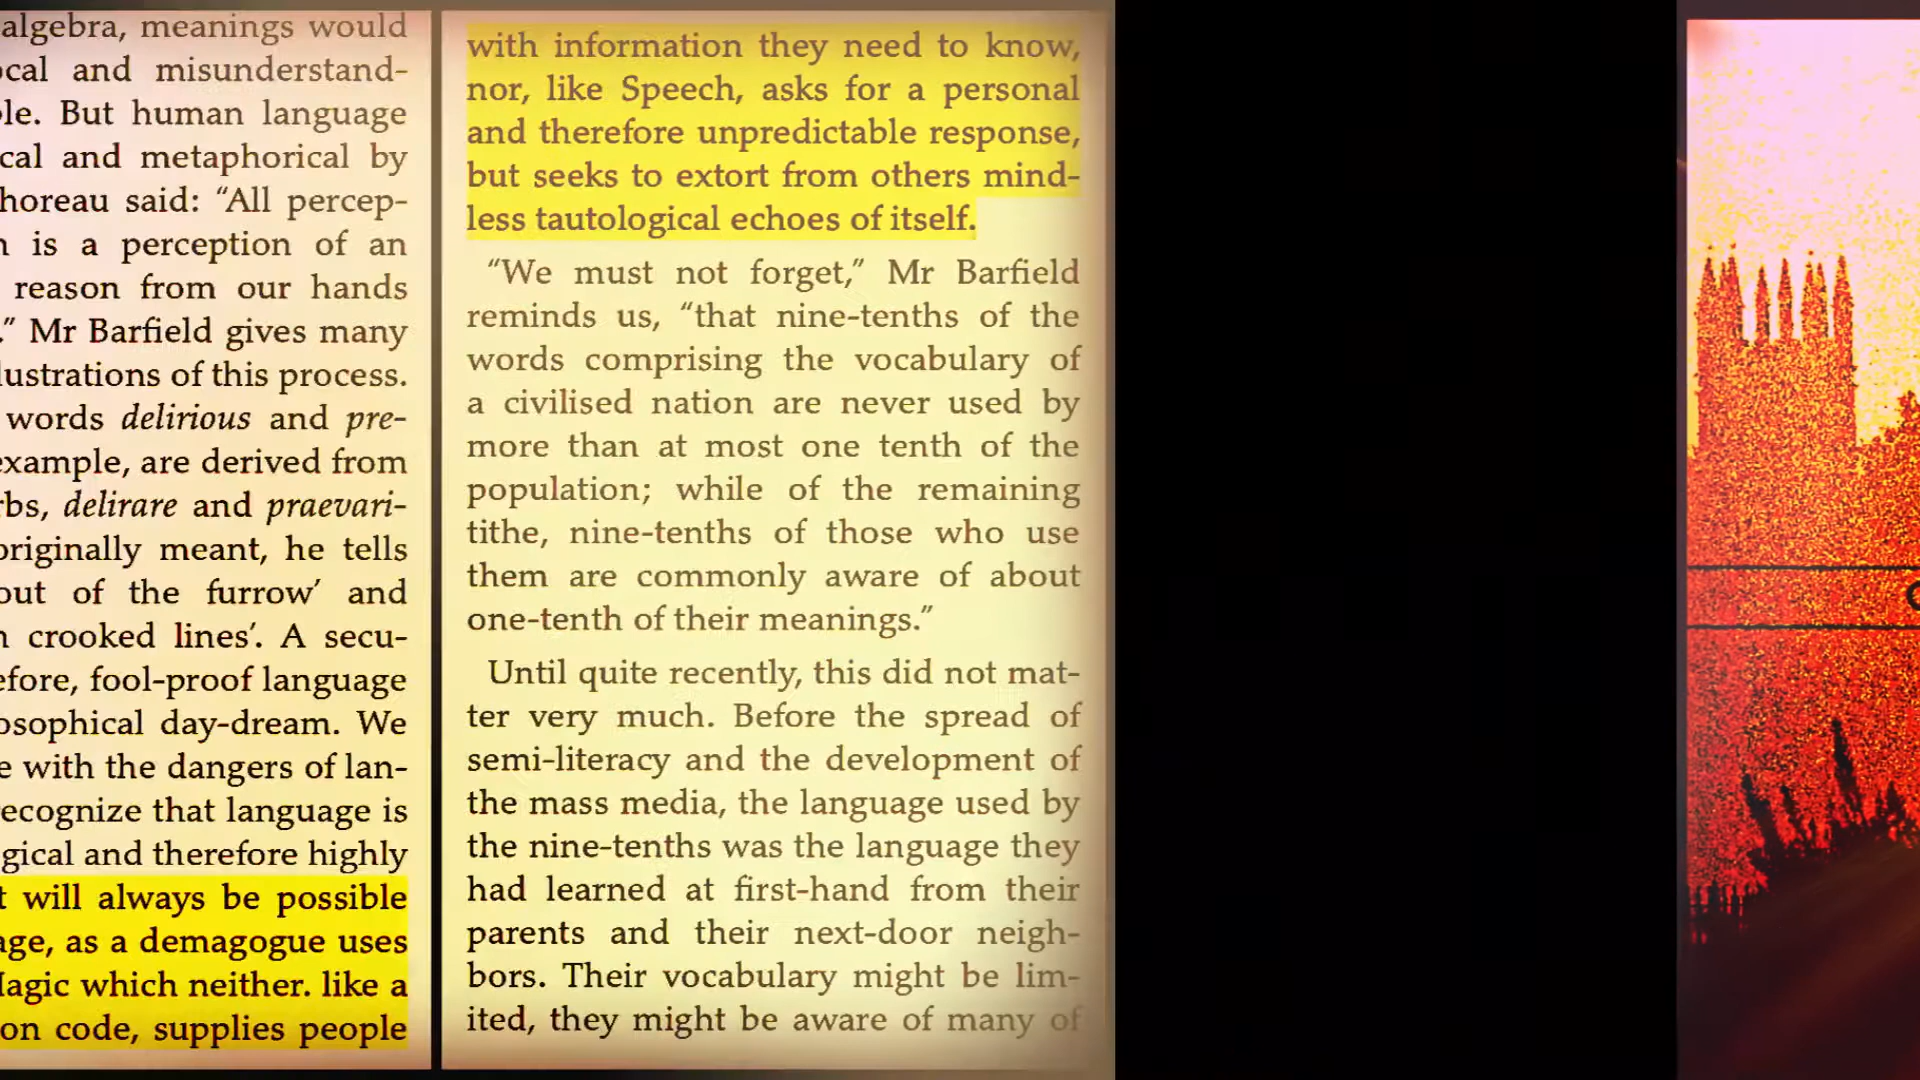 algebra, meanings would
ocal and misunderstand-
le. But human language
cal and metaphorical by
horeau said: “All percep-
n is a perception of an
reason from our hands
.” Mr Barfield gives many
lustrations of this process.
words delirious and pre-
example, are derived from
rbs, delirare and praevari-
originally meant, he tells
out of the furrow’ and
n crooked lines’. A secu-
efore, fool-proof language
osophical day-dream. We
e with the dangers of lan-
recognize that language is
gical and therefore highly
t will always be possible
age, as a demagogue uses
Magic which neither. like a
on code, supplies people
with information they need to know,
nor, like Speech, asks for a personal
and therefore unpredictable response,
but seeks to extort from others mind-
less tautological echoes of itself.
“We must not forget,” Mr Barfield
reminds us, “that nine-tenths of the
words comprising the vocabulary of
a civilised nation are never used by
more than at most one tenth of the
population; while of the remaining
tithe, nine-tenths of those who use
them are commonly aware of about
one-tenth of their meanings.”
Until quite recently, this did not mat-
ter very much. Before the spread of
semi-literacy and the development of
the mass media, the language used by
the nine-tenths was the language they
had learned at first-hand from their
parents and their next-door neigh-
bors. Their vocabulary might be lim-
ited, they might be aware of many of